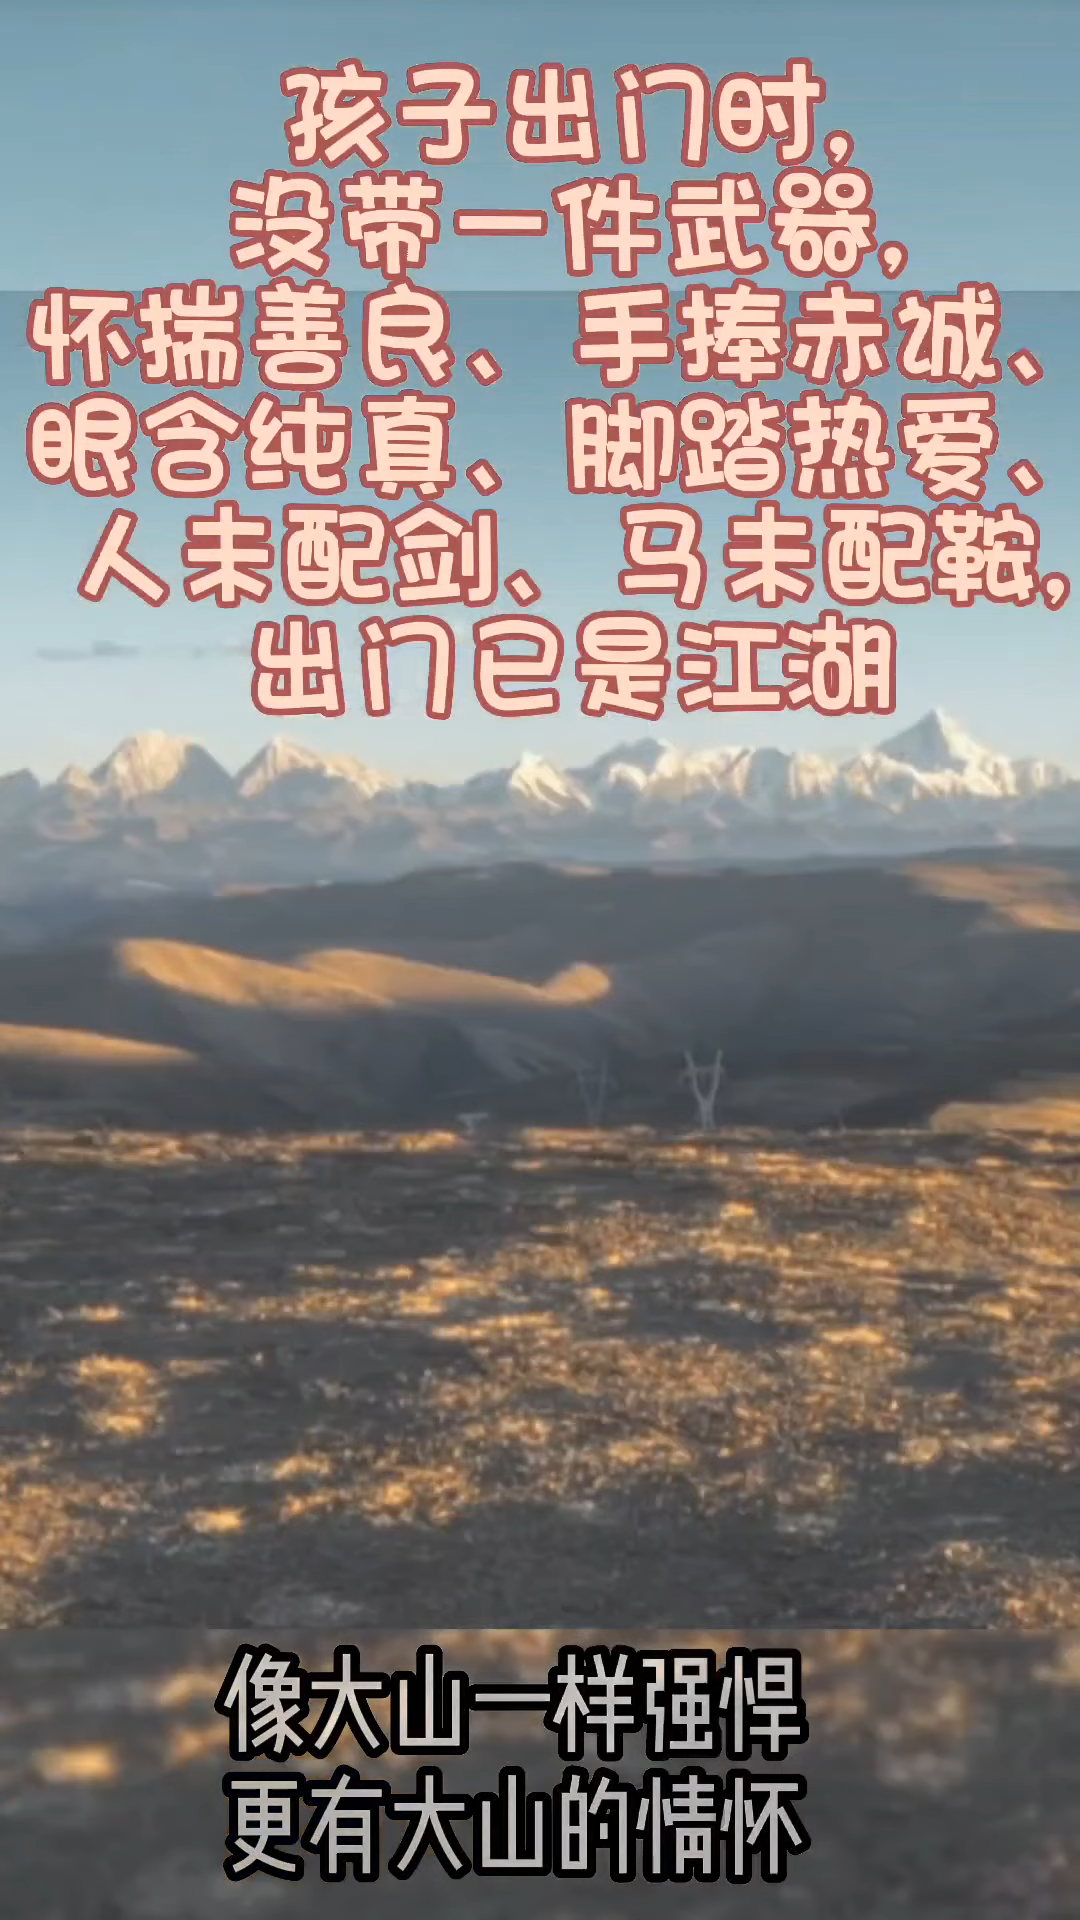 孩子出门时,
没带一件武器,
怀揣善良、手捧赤诚、
眼含纯真、脚踏热爱、
人未配剑、马未配鞍,
出门已是江湖
像大山一样强悍
更有大山的情怀